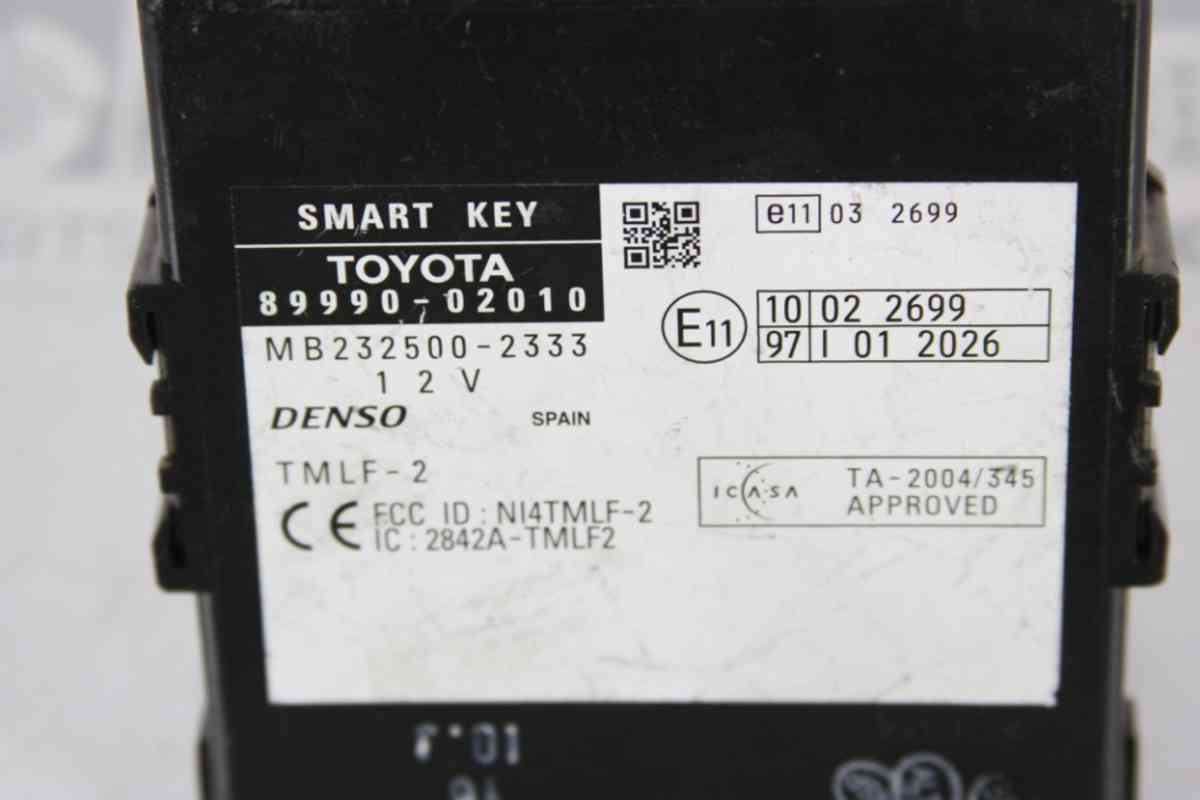 SMART KEY
TOYOTA
89990-02010
MB232500-2333
12V
DENSO SPAIN
TMLF-2
CE FCC ID : NI4TMLF-2
IC : 2842A-TMLF2
e11 03 2699
E11
10 02 2699
97 I 01 2026
ICASA
TA-2004/345
APPROVED